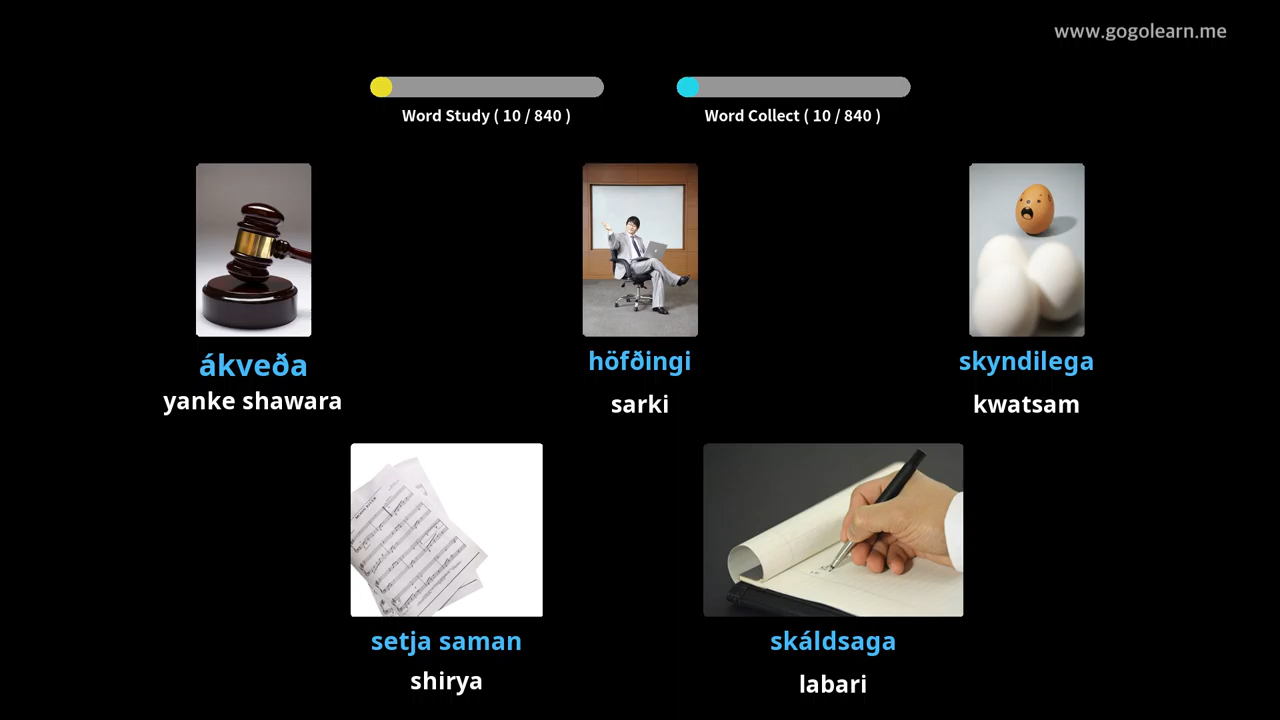 www.gogolearn.me
Word Study ( 10 / 840 )
Word Collect ( 10 / 840 )
ákveða
yanke shawara
höfðingi
sarki
skyndilega
kwatsam
setja saman
shirya
skáldsaga
labari